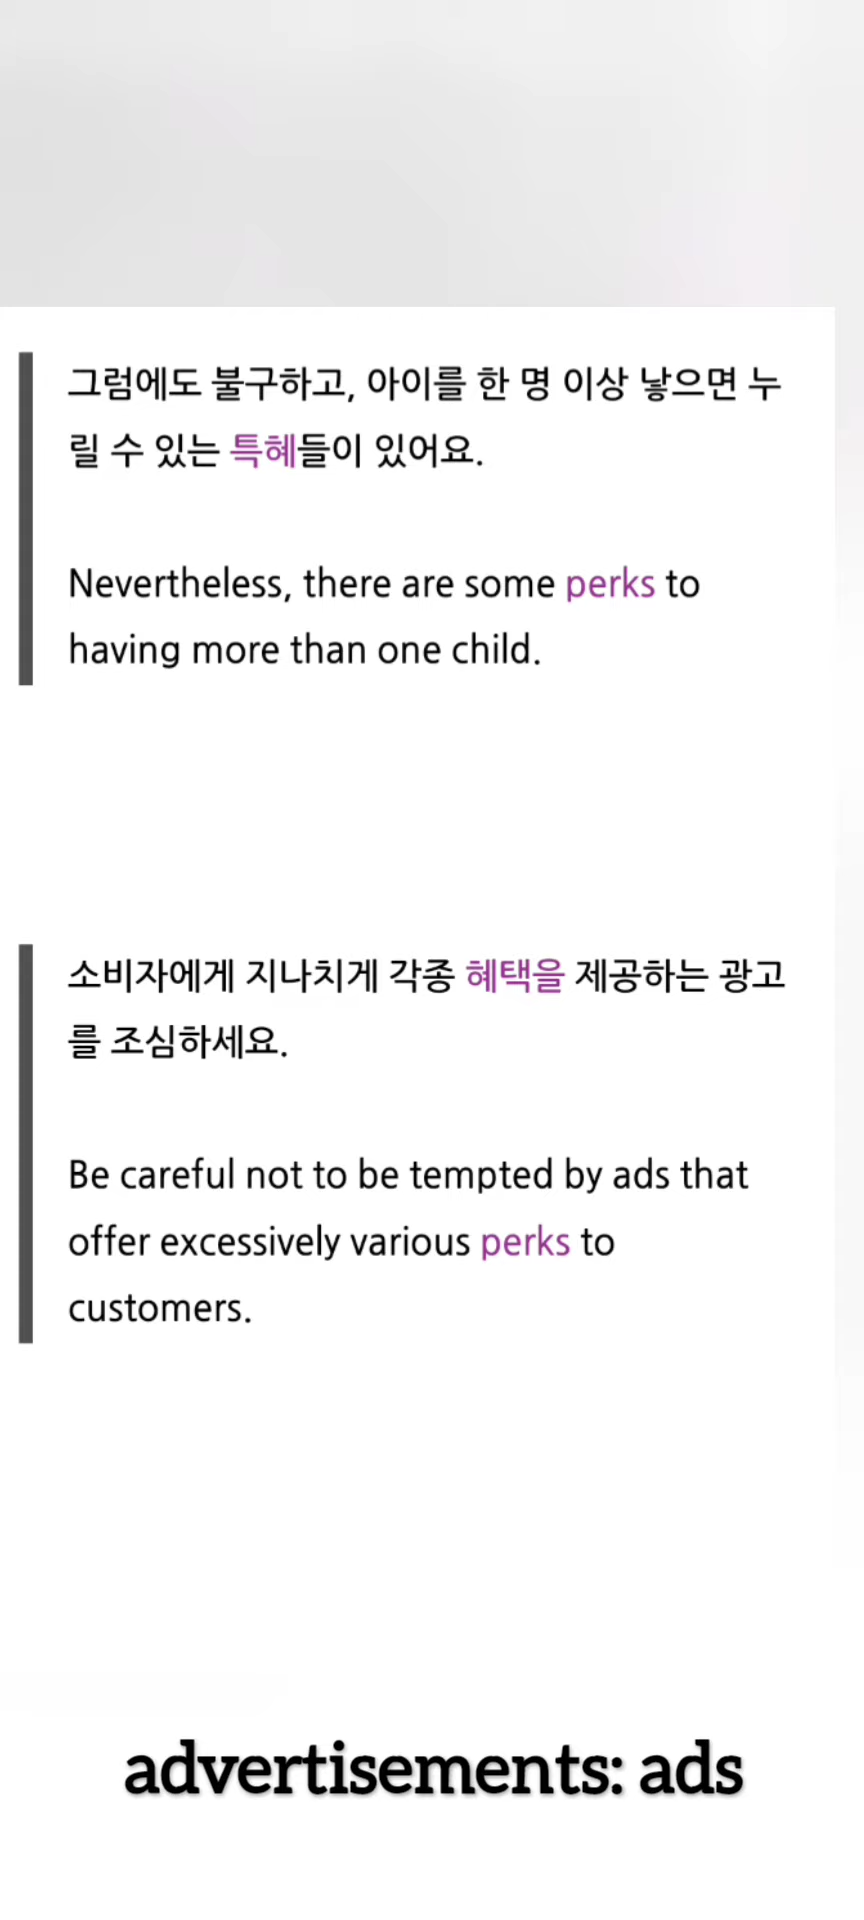 그럼에도 불구하고, 아이를 한 명 이상 낳으면 누
릴 수 있는 특혜들이 있어요.
Nevertheless, there are some perks to
having more than one child.
소비자에게 지나치게 각종 혜택을 제공하는 광고
를 조심하세요.
Be careful not to be tempted by ads that
offer excessively various perks to
customers.
advertisements: ads